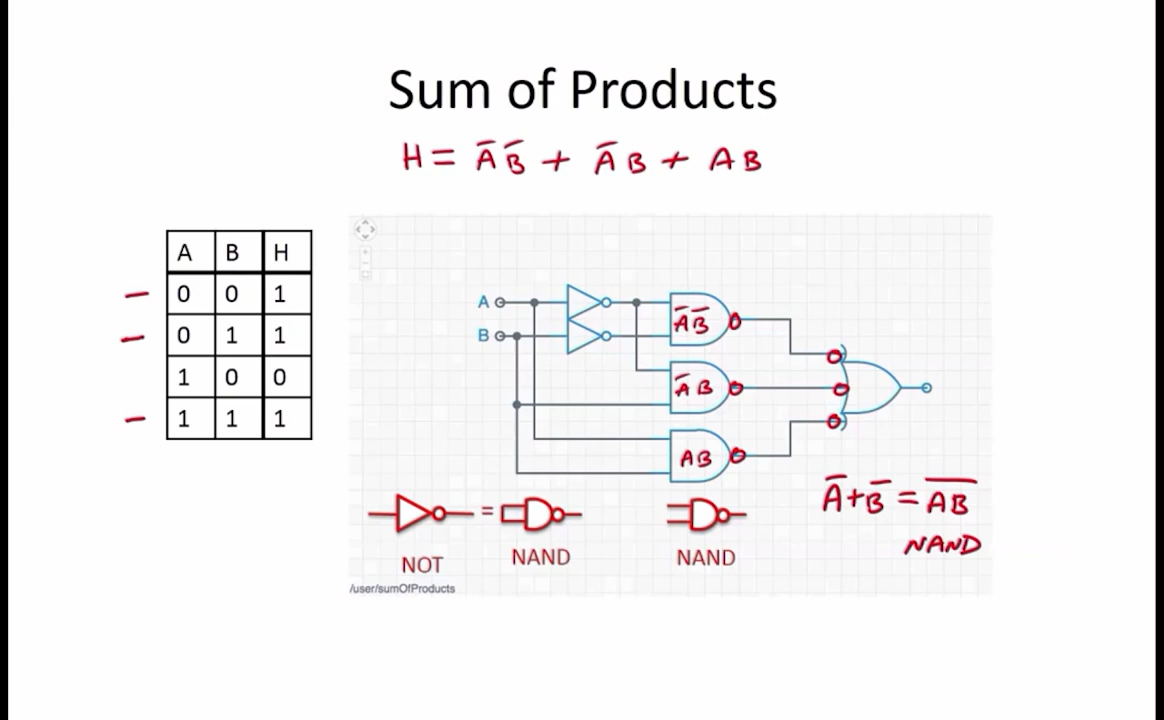 Sum of Products
H = A̅ B̅ + A̅ B + A B
A B H
0 0 1
0 1 1
1 0 0
1 1 1
A
B
A̅ B̅
A̅ B
AB
A̅ + B̅ = A̅B̅
NAND
=
NOT
NAND
NAND
/user/sumOfProducts